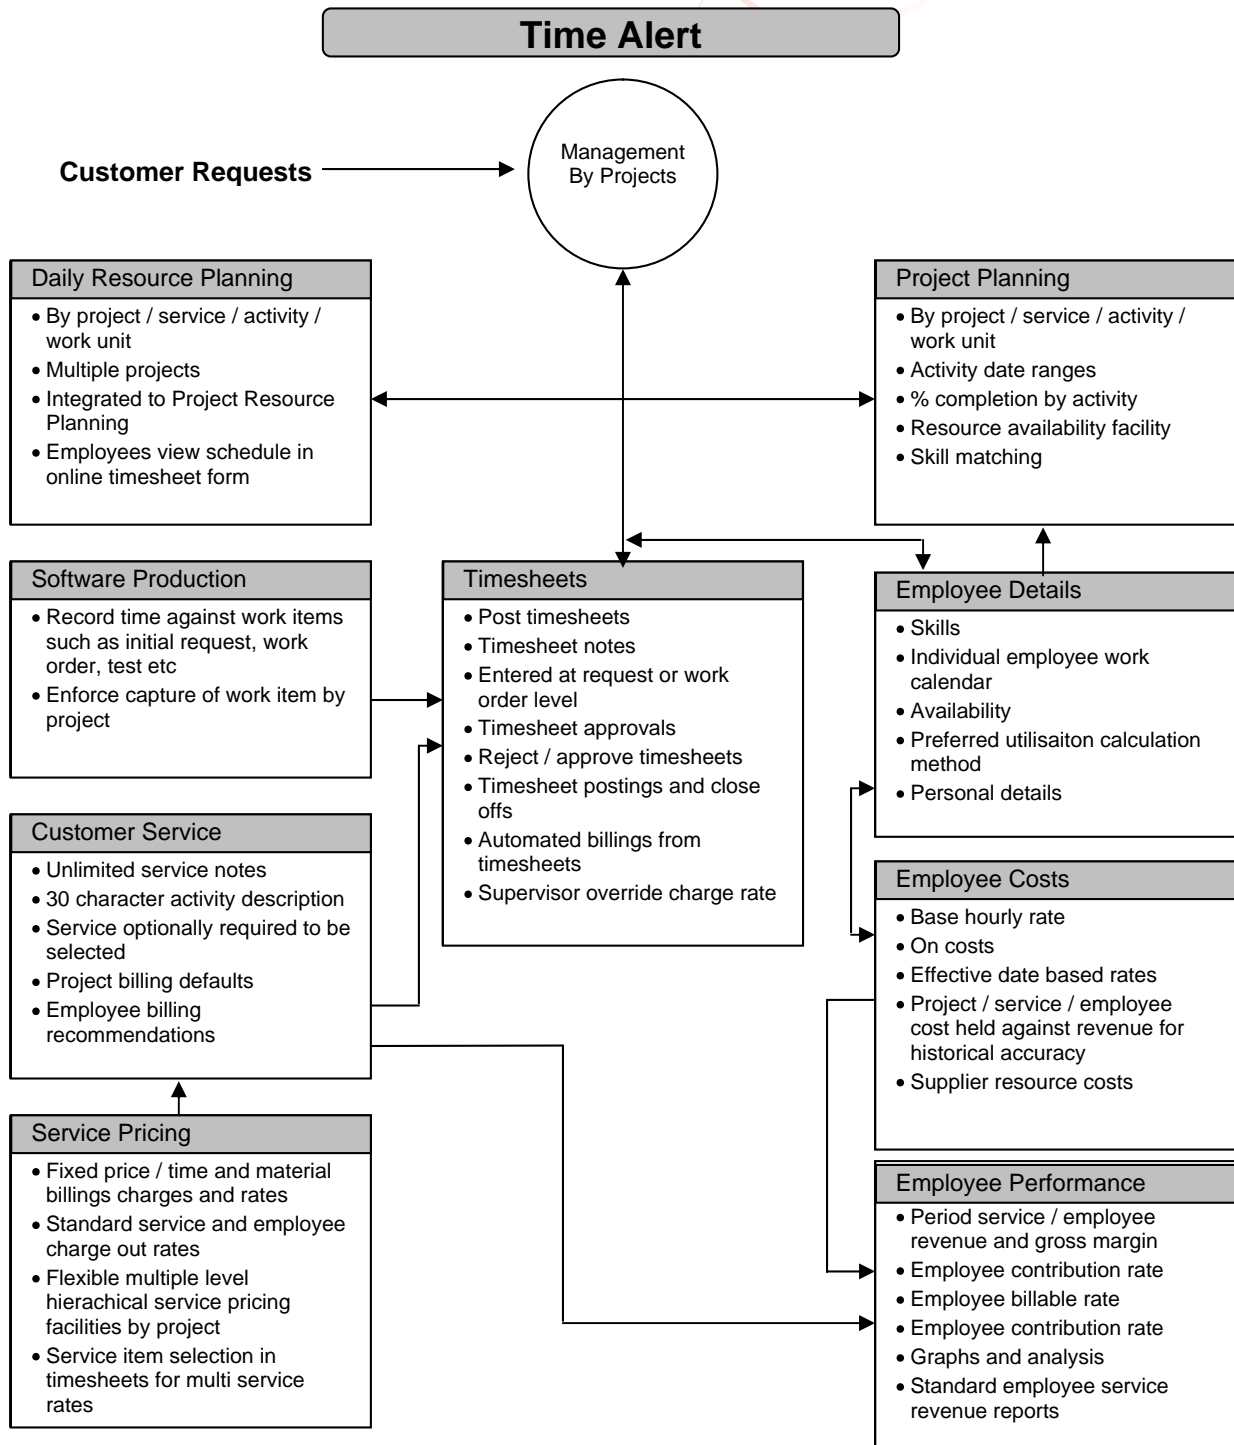 Time Alert
Management
By Projects
Customer Requests
Daily Resource Planning
• By project / service / activity /
work unit
• Multiple projects
• Integrated to Project Resource
Planning
• Employees view schedule in
online timesheet form
Project Planning
• By project / service / activity /
work unit
• Activity date ranges
• % completion by activity
• Resource availability facility
• Skill matching
Software Production
• Record time against work items
such as initial request, work
order, test etc
• Enforce capture of work item by
project
Timesheets
• Post timesheets
• Timesheet notes
• Entered at request or work
order level
• Timesheet approvals
• Reject / approve timesheets
• Timesheet postings and close
offs
• Automated billings from
timesheets
• Supervisor override charge rate
Employee Details
• Skills
• Individual employee work
calendar
• Availability
• Preferred utilisaiton calculation
method
• Personal details
Customer Service
• Unlimited service notes
• 30 character activity description
• Service optionally required to be
selected
• Project billing defaults
• Employee billing
recommendations
Employee Costs
• Base hourly rate
• On costs
• Effective date based rates
• Project / service / employee
cost held against revenue for
historical accuracy
• Supplier resource costs
Service Pricing
• Fixed price / time and material
billings charges and rates
• Standard service and employee
charge out rates
• Flexible multiple level
hierachical service pricing
facilities by project
• Service item selection in
timesheets for multi service
rates
Employee Performance
• Period service / employee
revenue and gross margin
• Employee contribution rate
• Employee billable rate
• Employee contribution rate
• Graphs and analysis
• Standard employee service
revenue reports